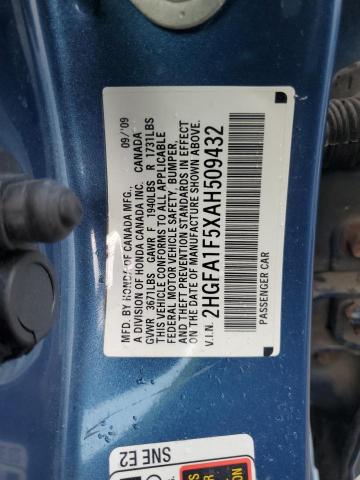 MFD. BY HONDA OF CANADA MFG. 09/'09
A DIVISION OF HONDA CANADA INC. CANADA
GVWR 3671LBS GAWR F 1940LBS R 1731LBS
THIS VEHICLE CONFORMS TO ALL APPLICABLE
FEDERAL MOTOR VEHICLE SAFETY, BUMPER,
AND THEFT PREVENTION STANDARDS IN EFFECT
ON THE DATE OF MANUFACTURE SHOWN ABOVE.
V.I.N. 2HGFA1F5XAH509432
PASSENGER CAR
SNE E2